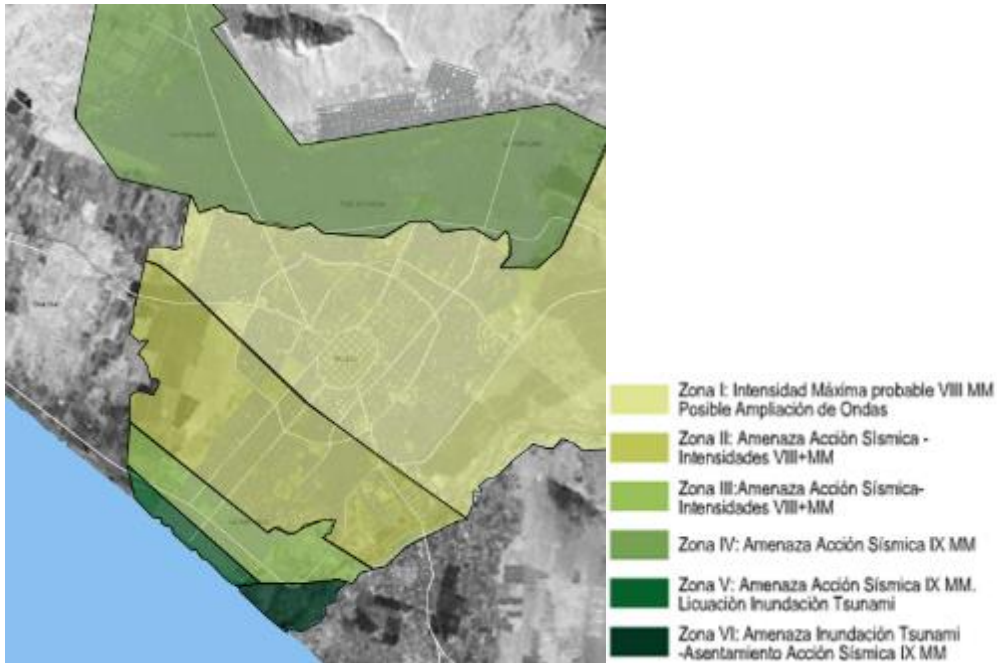 Zona I: Intensidad Máxima probable VIII MM
Posible Ampliación de Ondas
Zona II: Amenaza Acción Sísmica -
Intensidades VIII+MM
Zona III:Amenaza Acción Sísmica-
Intensidades VIII+MM
Zona IV: Amenaza Acción Sísmica IX MM
Zona V: Amenaza Acción Sísmica IX MM.
Licuación Inundación Tsunami
Zona VI: Amenaza Inundación Tsunami
-Asentamiento Acción Sísmica IX MM